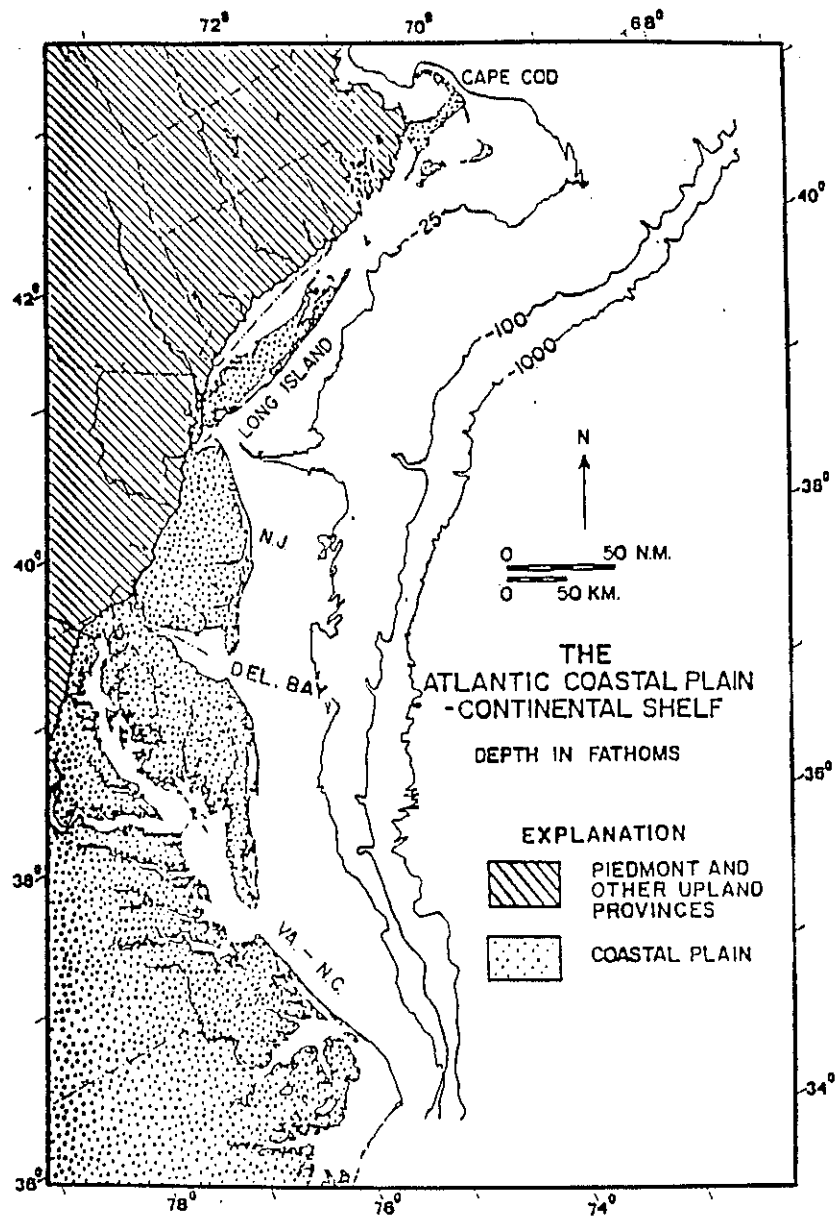 72°
70°
68°
CAPE COD
40°
-25
42°
-100
-1000
LONG ISLAND
N
38°
N.J.
0 50 N.M.
0 50 KM.
40°
THE
ATLANTIC COASTAL PLAIN
-CONTINENTAL SHELF
DEL. BAY
DEPTH IN FATHOMS
36°
EXPLANATION
PIEDMONT AND
OTHER UPLAND
PROVINCES
38°
COASTAL PLAIN
VA. - N.C.
34°
36°
78°
76°
74°